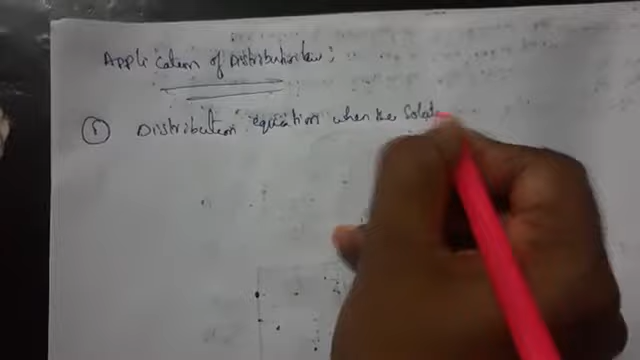 Application of Distribution law:
① Distribution equation when the Solute